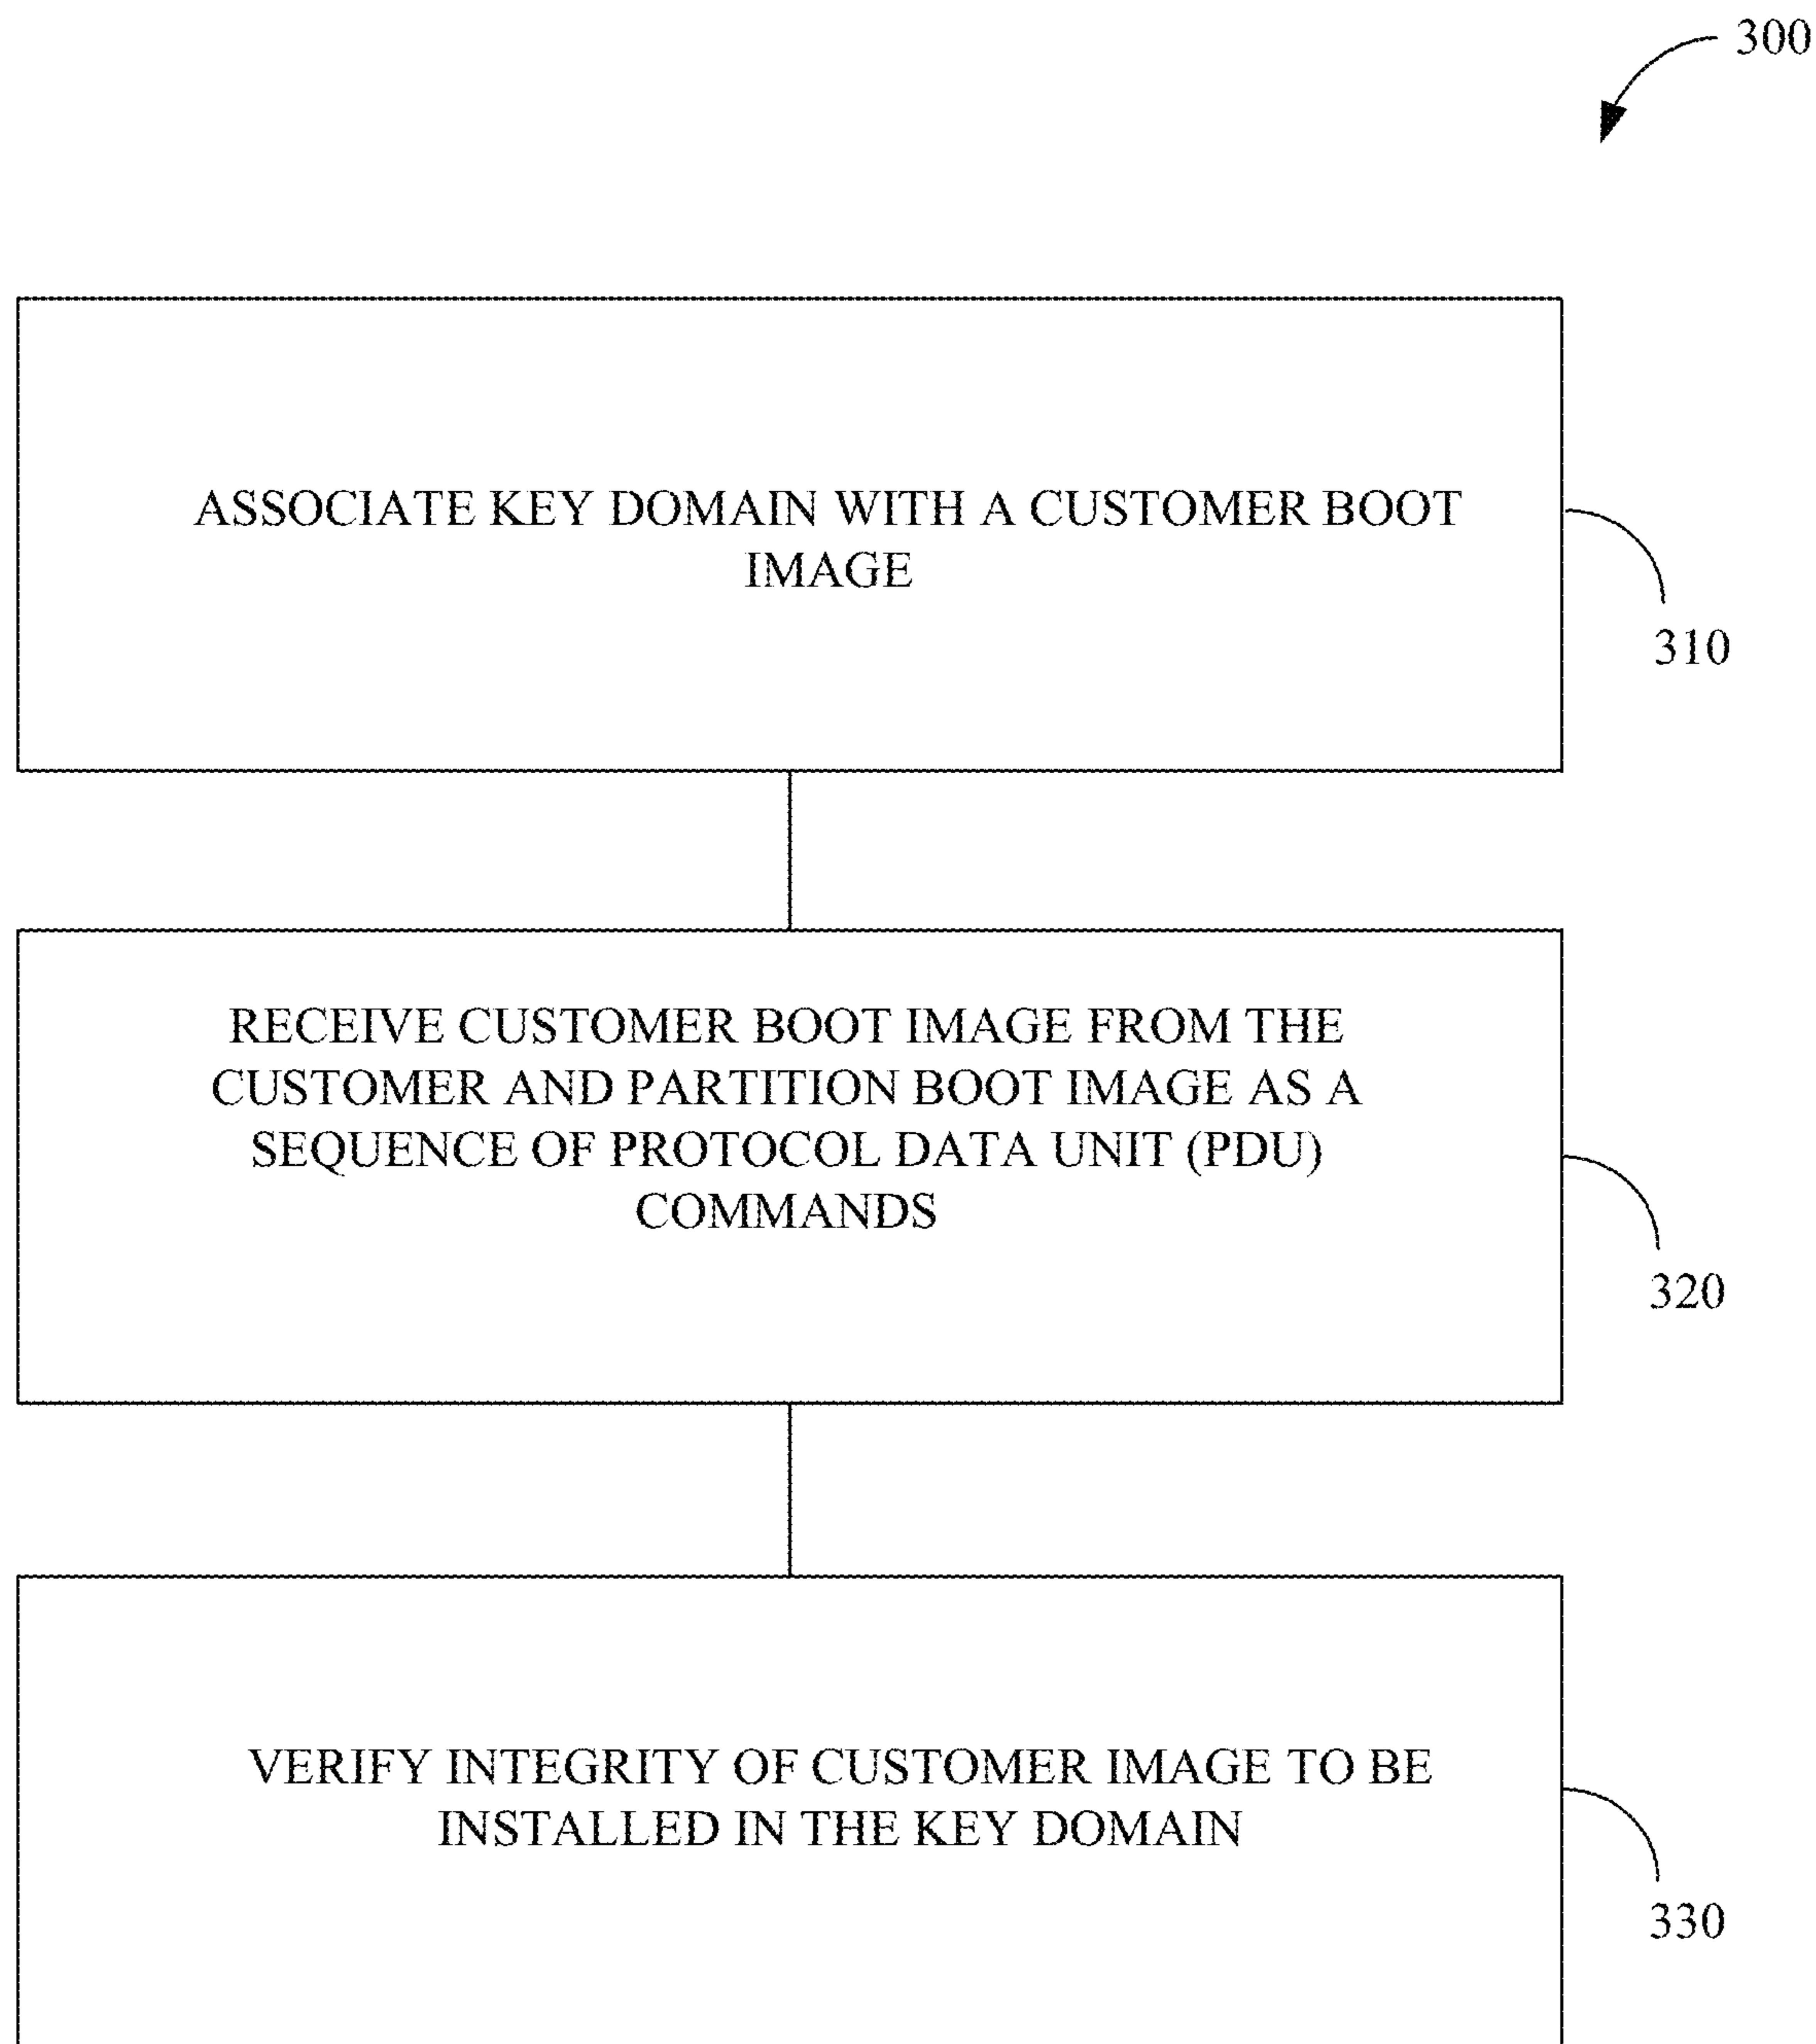 300
ASSOCIATE KEY DOMAIN WITH A CUSTOMER BOOT
IMAGE
310
RECEIVE CUSTOMER BOOT IMAGE FROM THE
CUSTOMER AND PARTITION BOOT IMAGE AS A
SEQUENCE OF PROTOCOL DATA UNIT (PDU)
COMMANDS
320
VERIFY INTEGRITY OF CUSTOMER IMAGE TO BE
INSTALLED IN THE KEY DOMAIN
330